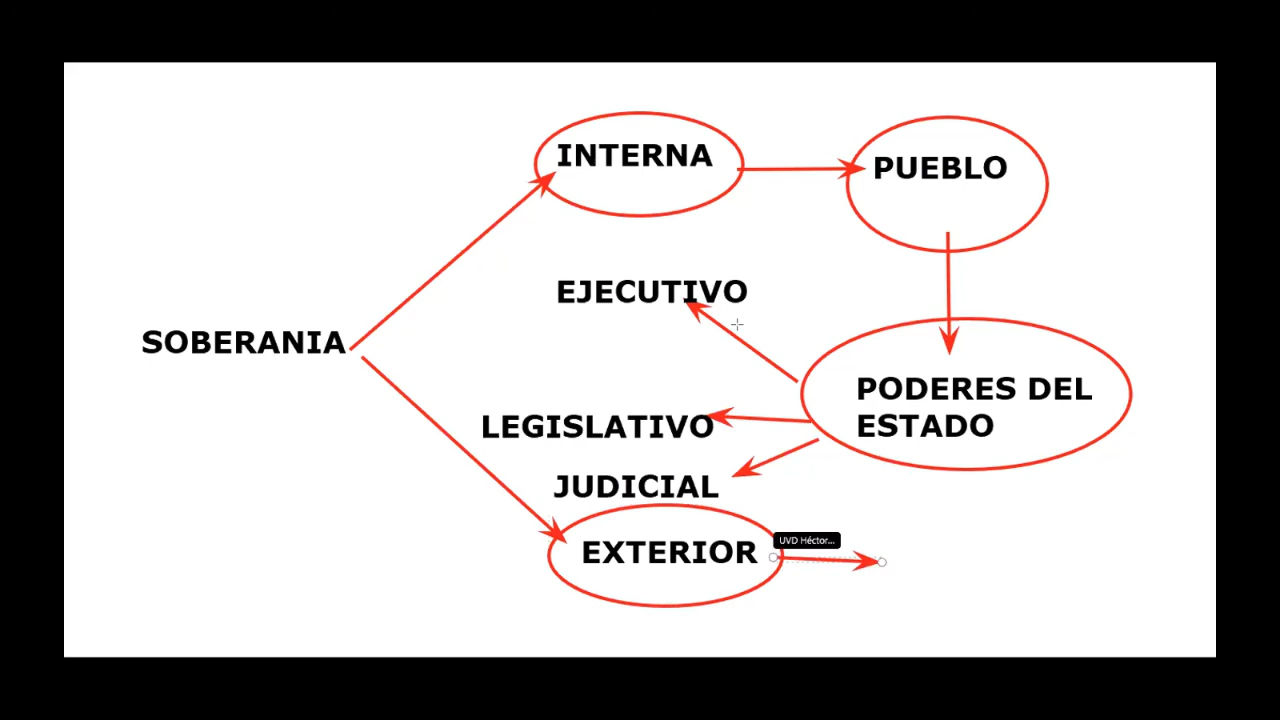 INTERNA
PUEBLO
EJECUTIVO
SOBERANIA
PODERES DEL
ESTADO
LEGISLATIVO
JUDICIAL
EXTERIOR
UVD Héctor...